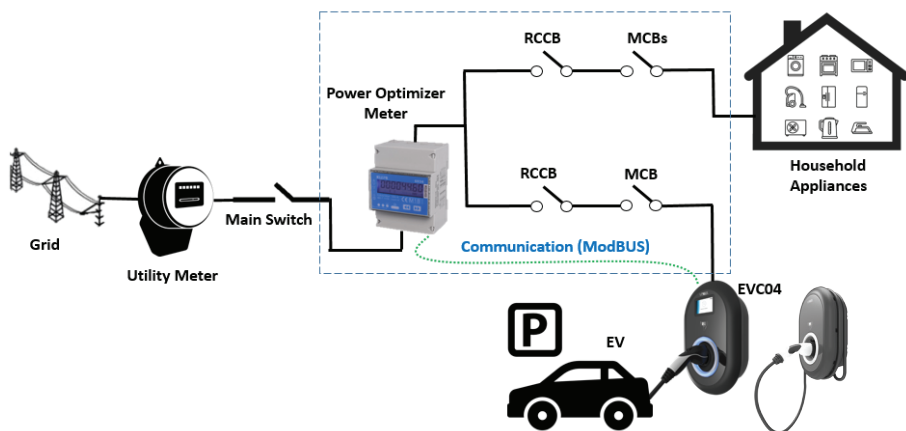 RCCB
MCBs
Power Optimizer
Meter
Household
Appliances
RCCB
MCB
Main Switch
Grid
Utility Meter
Communication (ModBUS)
EVC04
P
EV